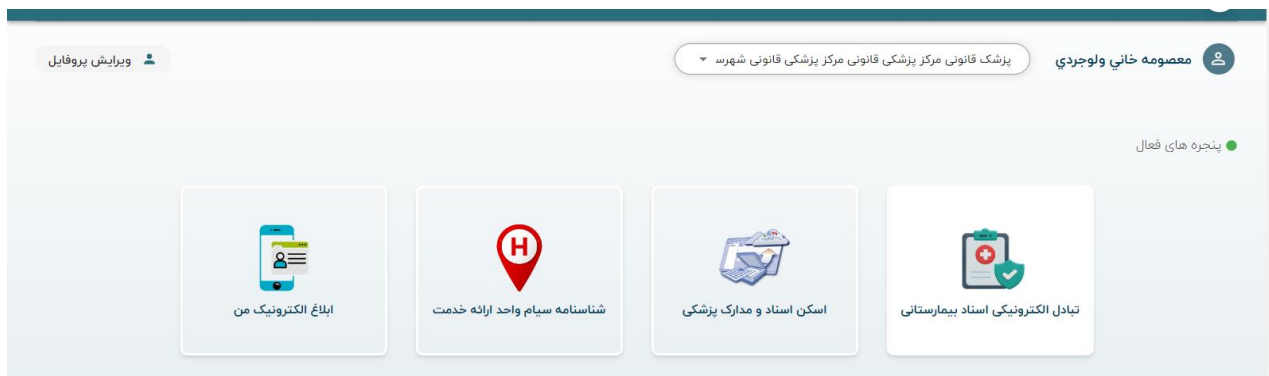 معصومه خاني ولوجردي
پزشک قانونی مرکز پزشکی قانونی مرکز پزشکی قانونی شهرس
ویرایش پروفایل
پنجره های فعال
تبادل الکترونیکی اسناد بیمارستانی
اسکن اسناد و مدارک پزشکی
H
شناسنامه سیام واحد ارائه خدمت
ابلاغ الکترونیک من